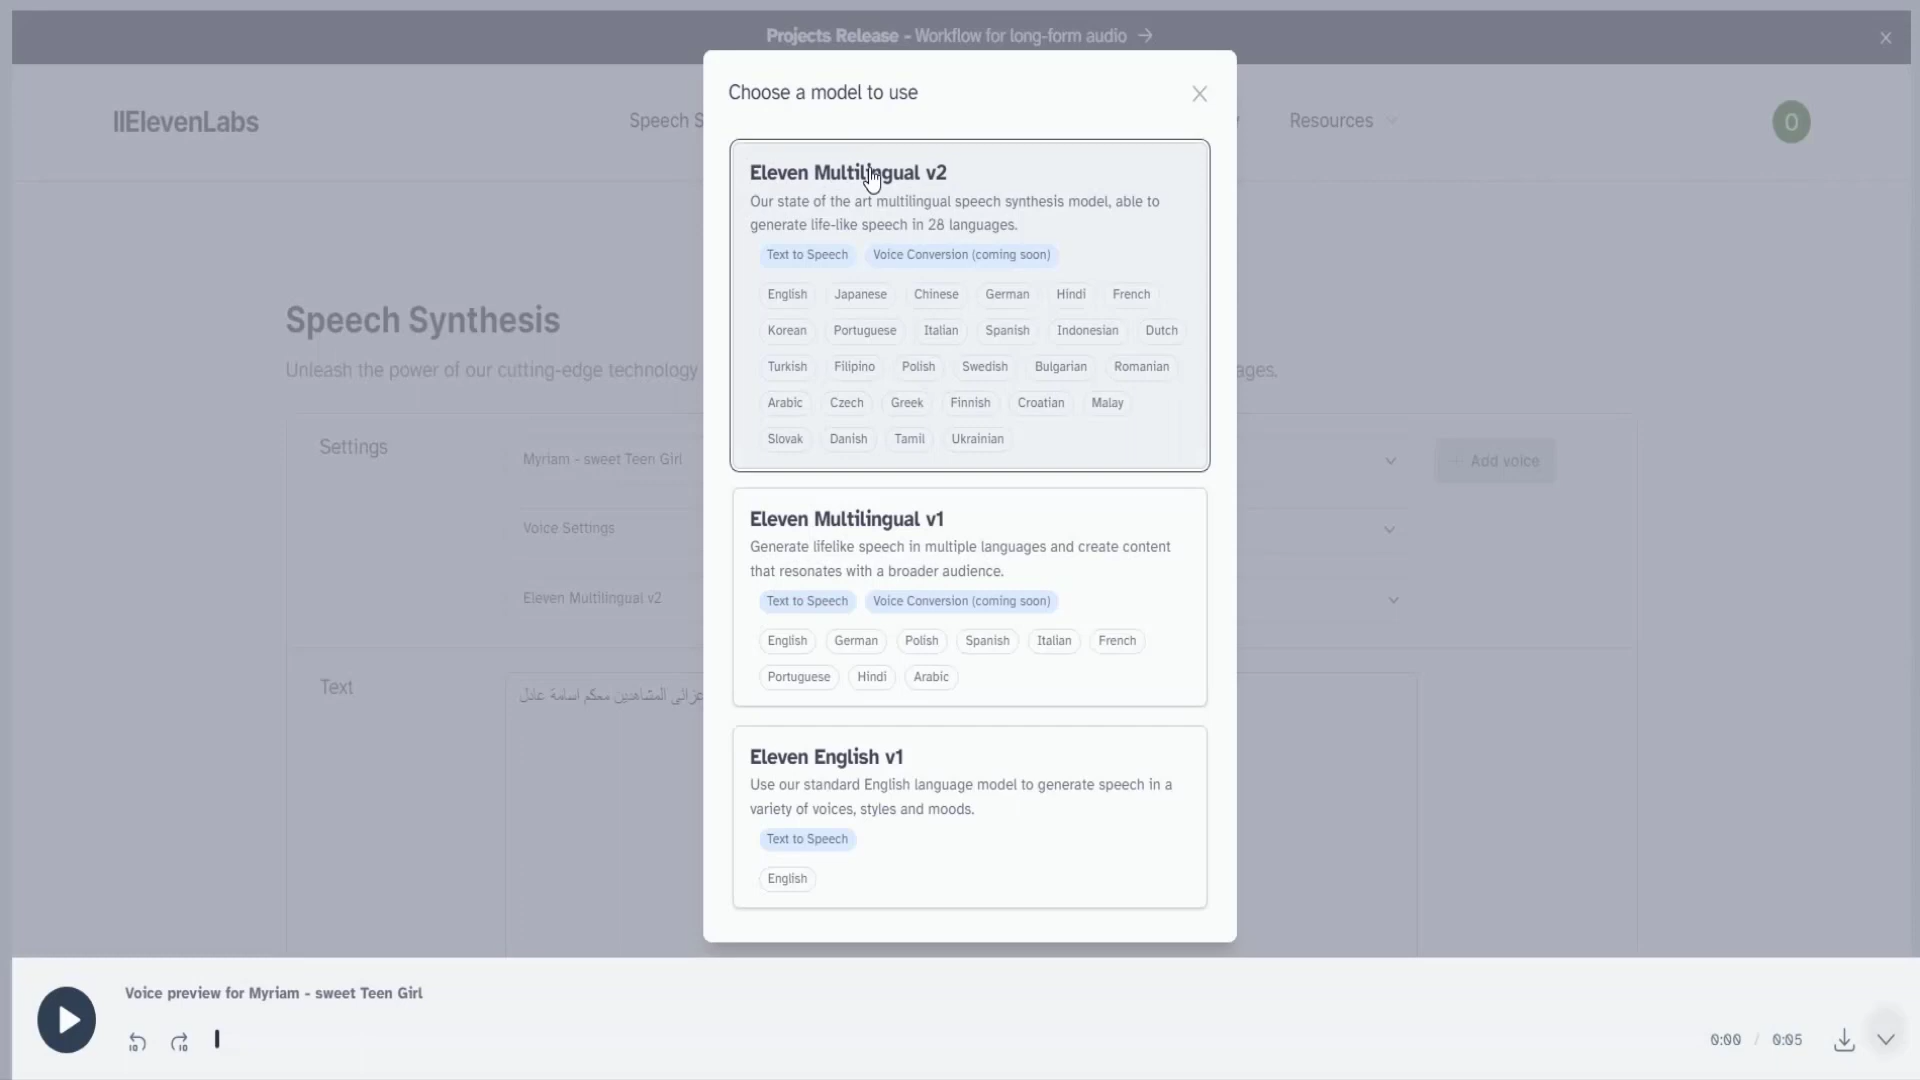 Projects Release - Workflow for long-form audio →
Choose a model to use
IIElevenLabs
Speech S
Resources
O
Eleven Multilingual v2
Our state of the art multilingual speech synthesis model, able to
generate life-like speech in 28 languages.
Text to Speech Voice Conversion (coming soon)
English Japanese Chinese German Hindi French
Korean Portuguese Italian Spanish Indonesian Dutch
Turkish Filipino Polish Swedish Bulgarian Romanian
Arabic Czech Greek Finnish Croatian Malay
Slovak Danish Tamil Ukrainian
Speech Synthesis
Unleash the power of our cutting-edge technology
ages.
Settings
Myriam - sweet Teen Girl
Add voice
Voice Settings
Eleven Multilingual v2
Eleven Multilingual v1
Generate lifelike speech in multiple languages and create content
that resonates with a broader audience.
Text to Speech Voice Conversion (coming soon)
English German Polish Spanish Italian French
Portuguese Hindi Arabic
Text
المشاهدين معكم اسامة عادل
Eleven English v1
Use our standard English language model to generate speech in a
variety of voices, styles and moods.
Text to Speech
English
Voice preview for Myriam - sweet Teen Girl
10 10
0:00 / 0:05